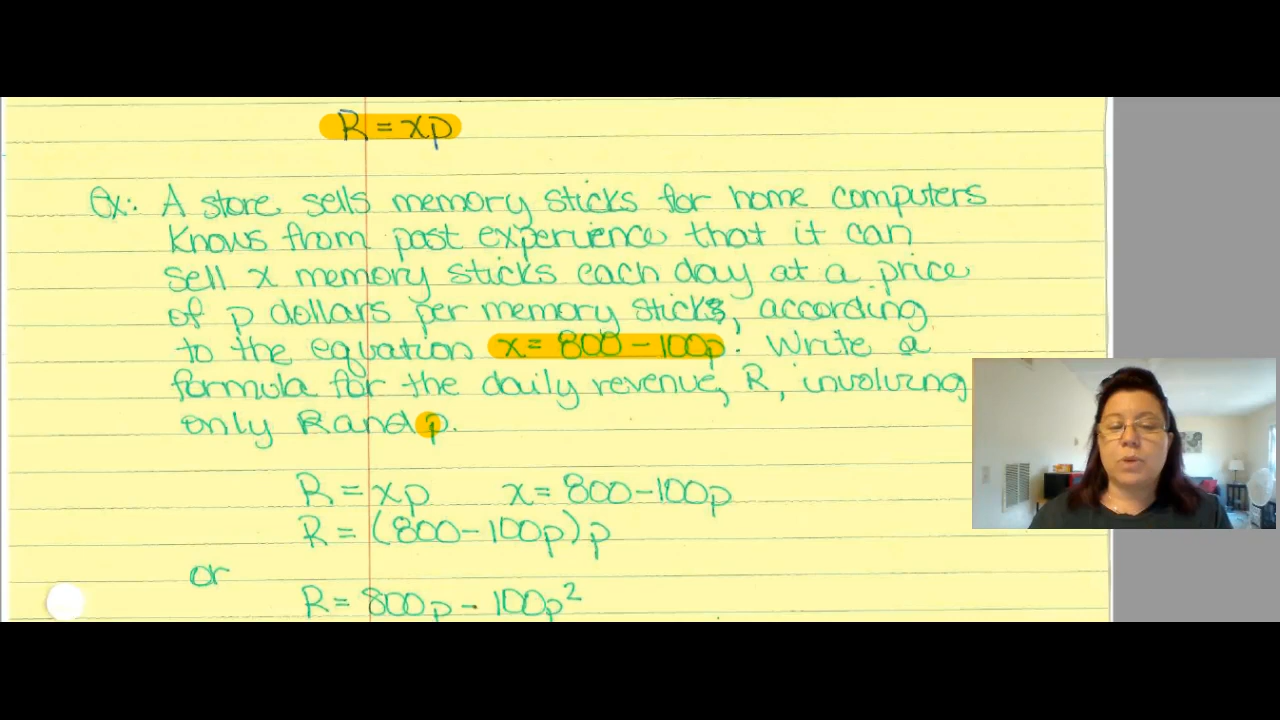 R = xp
Ex: A store sells memory sticks for home computers
knows from past experience that it can
sell x memory sticks each day at a price
of p dollars per memory sticks, according
to the equation x = 800 - 100p. Write a
formula for the daily revenue, R, involving
only R and p.
R = xp x = 800 - 100p
R = (800 - 100p)p
or
R = 800p - 100p²